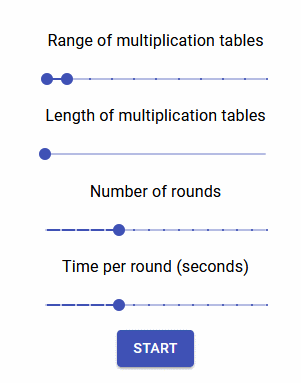 Range of multiplication tables
Length of multiplication tables
Number of rounds
Time per round (seconds)
START